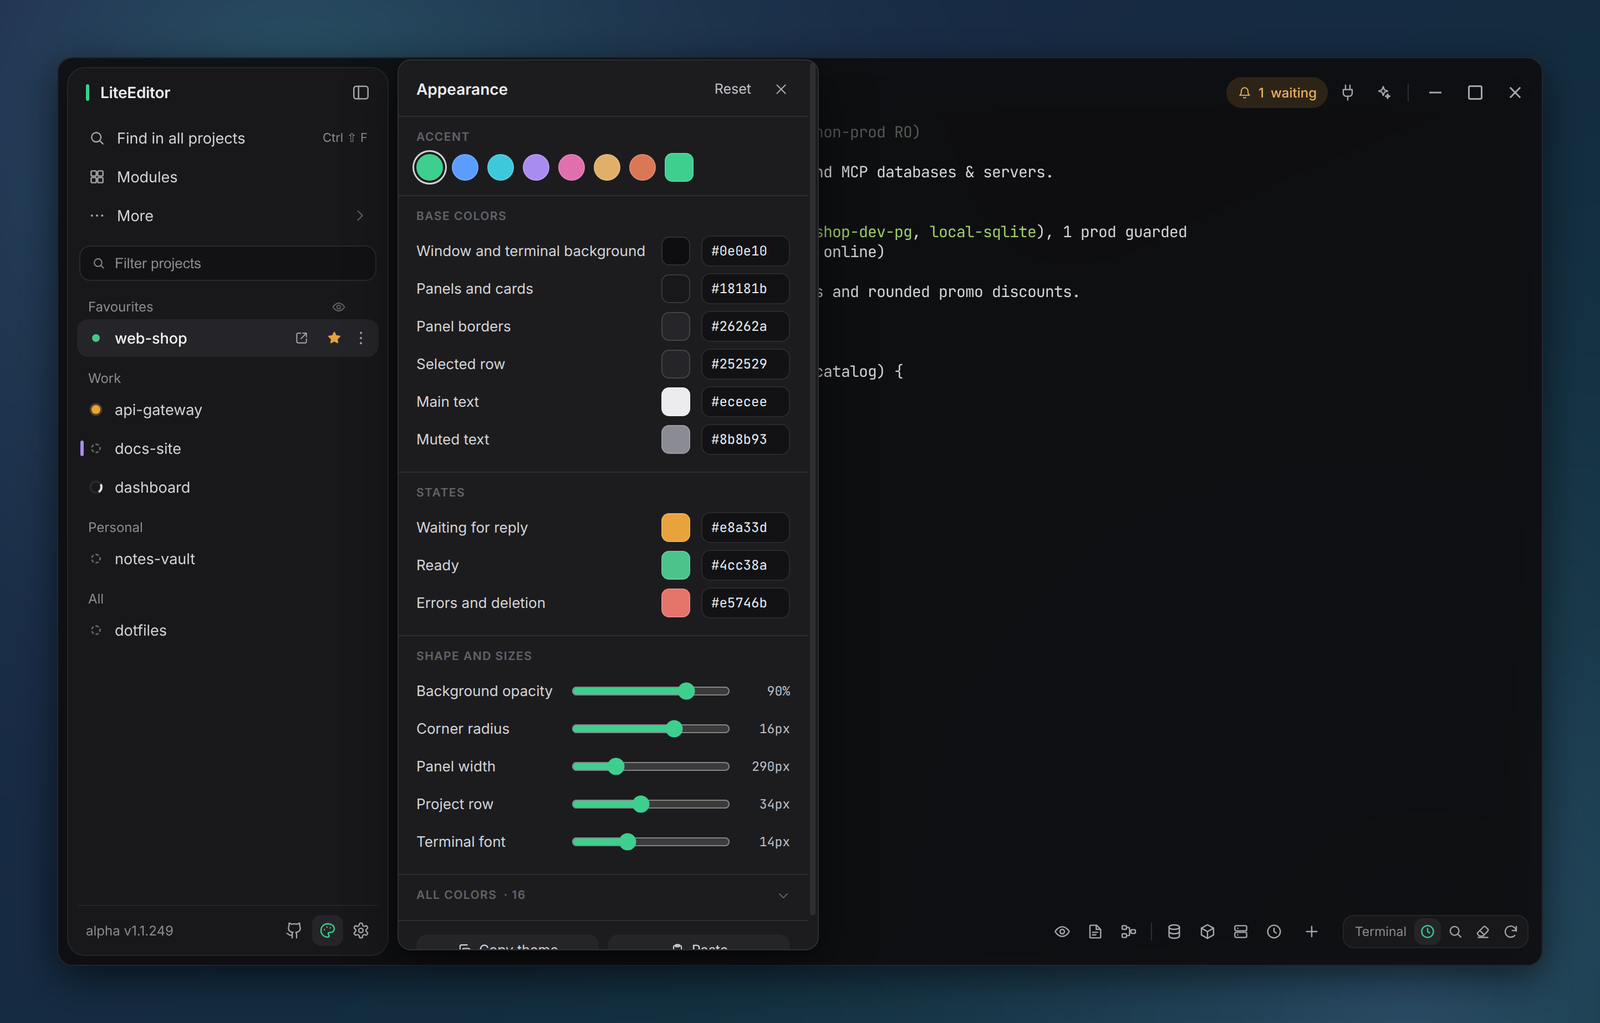 LiteEditor
Find in all projects Ctrl ⇧ F
Modules
More
Filter projects
Favourites
web-shop
Work
api-gateway
docs-site
dashboard
Personal
notes-vault
All
dotfiles
alpha v1.1.249
Appearance Reset
ACCENT
BASE COLORS
Window and terminal background #0e0e10
Panels and cards #18181b
Panel borders #26262a
Selected row #252529
Main text #ececee
Muted text #8b8b93
STATES
Waiting for reply #e8a33d
Ready #4cc38a
Errors and deletion #e5746b
SHAPE AND SIZES
Background opacity 90%
Corner radius 16px
Panel width 290px
Project row 34px
Terminal font 14px
ALL COLORS · 16
Copy theme Paste
1 waiting
non-prod RO)
nd MCP databases & servers.
shop-dev-pg, local-sqlite), 1 prod guarded
online)
s and rounded promo discounts.
catalog) {
Terminal